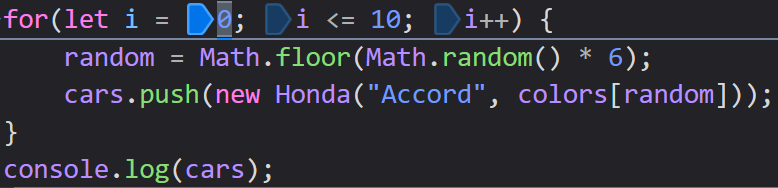 for(let i = 0; i <= 10; i++) {
    random = Math.floor(Math.random() * 6);
    cars.push(new Honda("Accord", colors[random]));
}
console.log(cars);